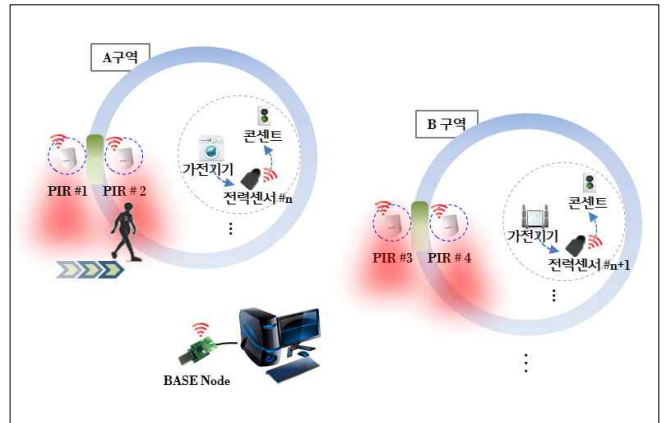 A구역
콘센트
가전기기
PIR #1
PIR # 2
전력센서 #n
...
B 구역
콘센트
가전기기
PIR #3
PIR # 4
전력센서 #n+1
...
BASE Node
...